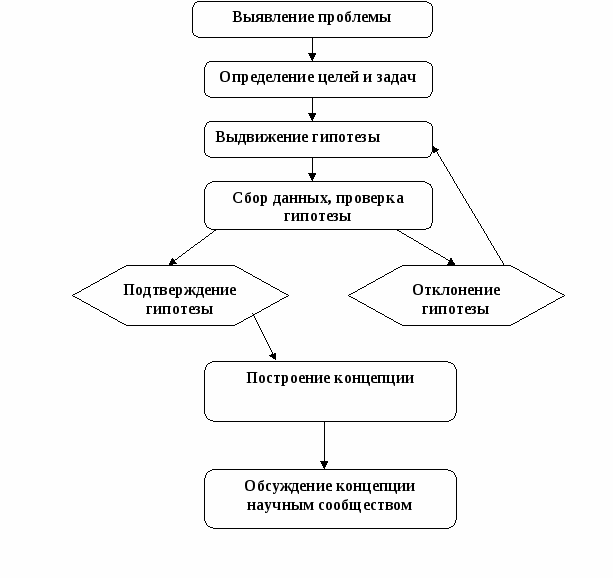 Выявление проблемы
Определение целей и задач
Выдвижение гипотезы
Сбор данных, проверка
гипотезы
Подтверждение
гипотезы
Отклонение
гипотезы
Построение концепции
Обсуждение концепции
научным сообществом